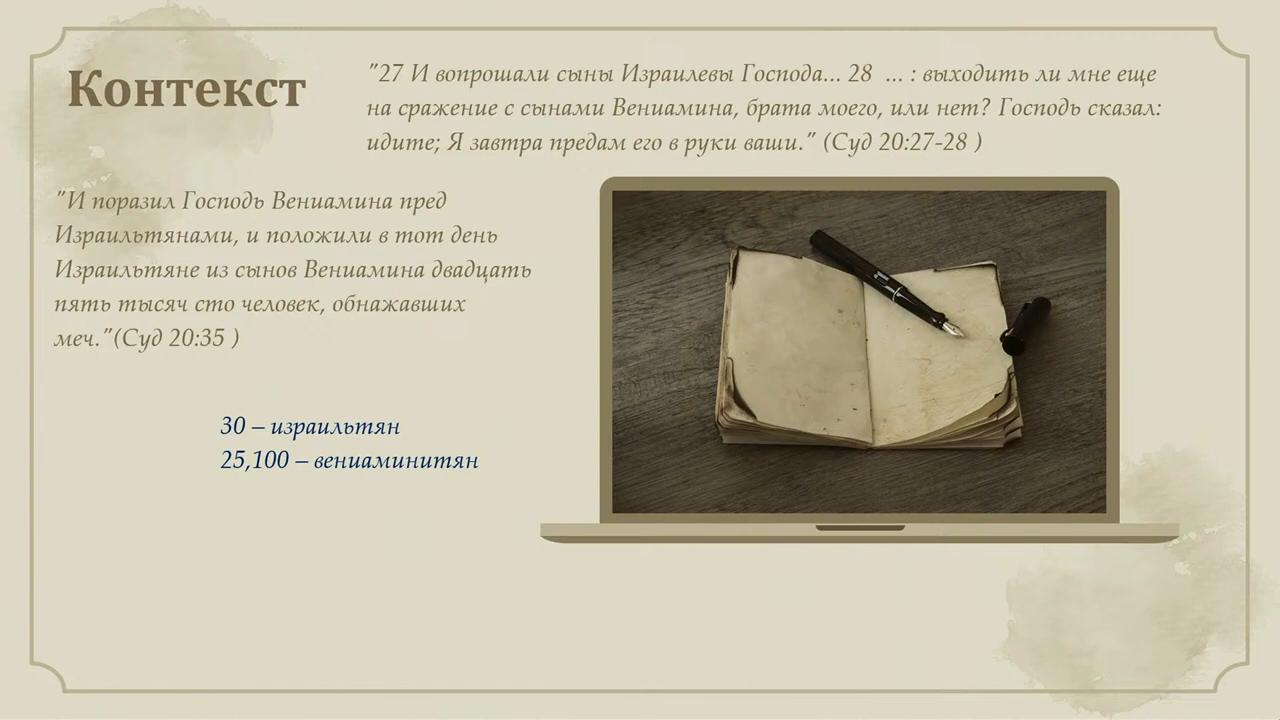 Контекст
"27 И вопрошали сыны Израилевы Господа... 28 ... : выходить ли мне еще
на сражение с сынами Вениамина, брата моего, или нет? Господь сказал:
идите; Я завтра предам его в руки ваши." (Суд 20:27-28 )
"И поразил Господь Вениамина пред
Израильтянами, и положили в тот день
Израильтяне из сынов Вениамина двадцать
пять тысяч сто человек, обнажавших
меч."(Суд 20:35 )
30 – израильтян
25,100 – вениаминитян